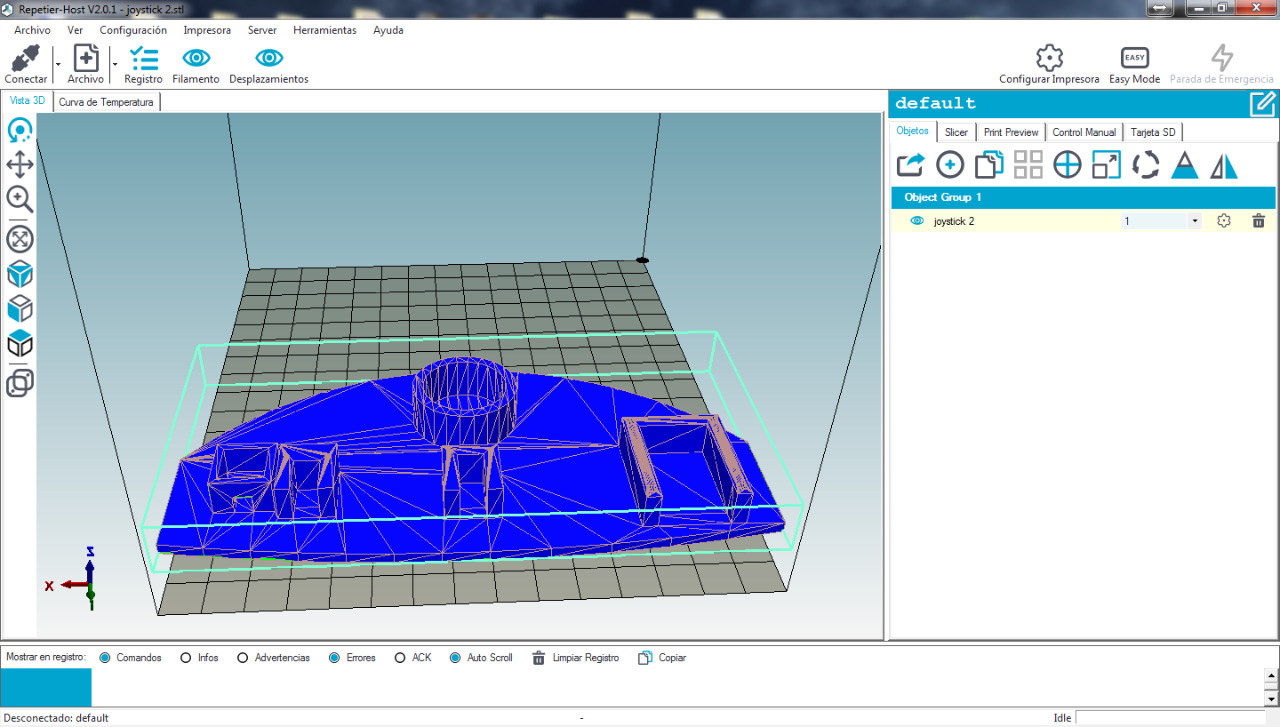 Repetier-Host V2.0.1 - joystick 2.stl
Archivo Ver Configuración Impresora Server Herramientas Ayuda
Conectar Archivo Registro Filamento Desplazamientos EASY Configurar Impresora Easy Mode Parada de Emergencia
Vista 3D Curva de Temperatura
default
Objetos Slicer Print Preview Control Manual Tarjeta SD
Object Group 1
joystick 2 1
Z
X
Mostrar en registro: Comandos Infos Advertencias Errores ACK Auto Scroll Limpiar Registro Copiar
Desconectado: default - Idle